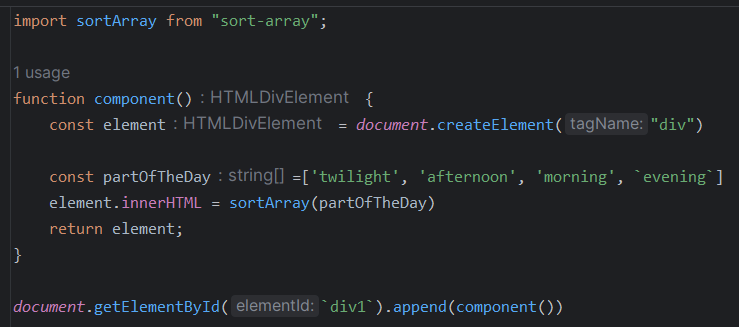 import sortArray from "sort-array";
1 usage
function component() : HTMLDivElement {
const element : HTMLDivElement = document.createElement( tagName: "div")
const partOfTheDay : string[] =['twilight', 'afternoon', 'morning', `evening`]
element.innerHTML = sortArray(partOfTheDay)
return element;
}
document.getElementById( elementId: `div1`).append(component())